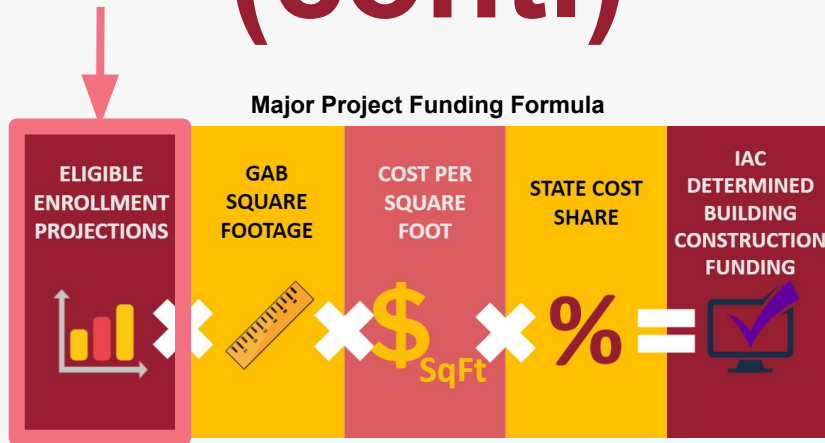 (cont.)
Major Project Funding Formula
ELIGIBLE
ENROLLMENT
PROJECTIONS
GAB
SQUARE
FOOTAGE
COST PER
SQUARE
FOOT
STATE COST
SHARE
IAC
DETERMINED
BUILDING
CONSTRUCTION
FUNDING
$
SqFt
%
=